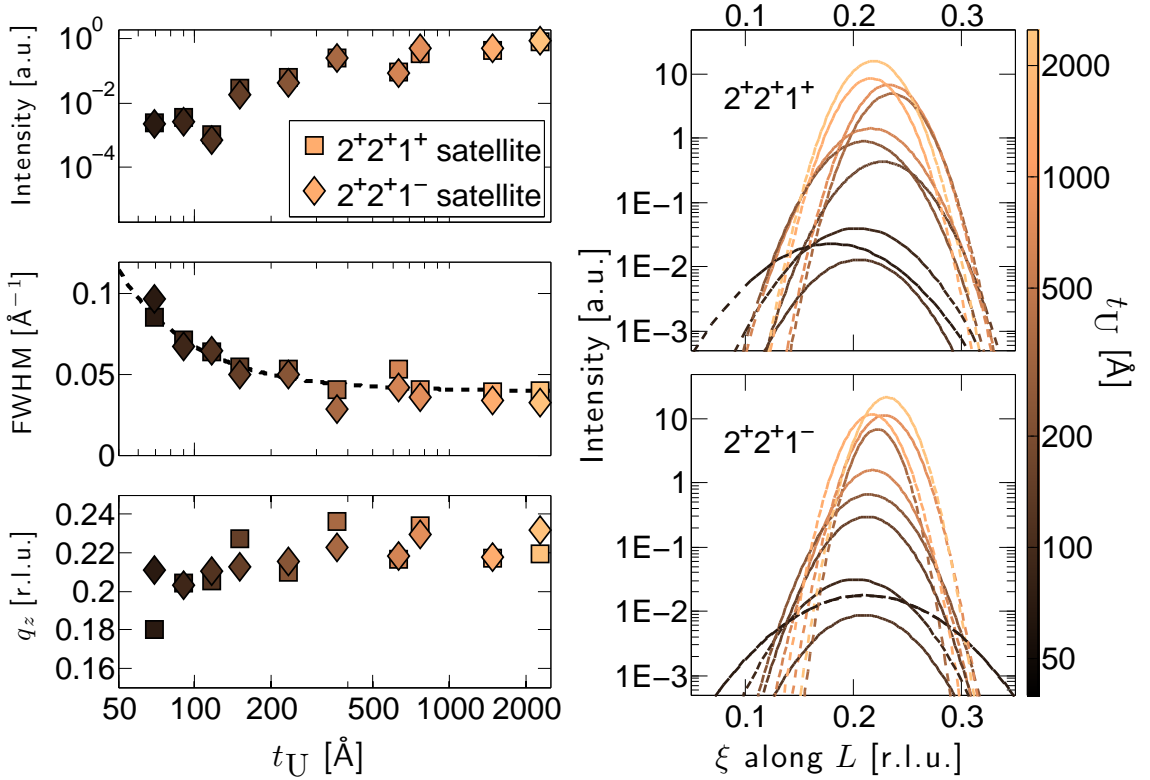 Intensity [a.u.]
10⁰
10⁻²
10⁻⁴
2⁺2⁺1⁺ satellite
2⁺2⁺1⁻ satellite
FWHM [Å⁻¹]
0.1
0.05
0
q_z [r.l.u.]
0.24
0.22
0.2
0.18
0.16
50 100 200 500 1000 2000
t_U [Å]
0.1 0.2 0.3
Intensity [a.u.]
2⁺2⁺1⁺
10
1
1E−1
1E−2
1E−3
2⁺2⁺1⁻
10
1
1E−1
1E−2
1E−3
0.1 0.2 0.3
ξ along L [r.l.u.]
2000
1000
500
200
100
50
t_U [Å]